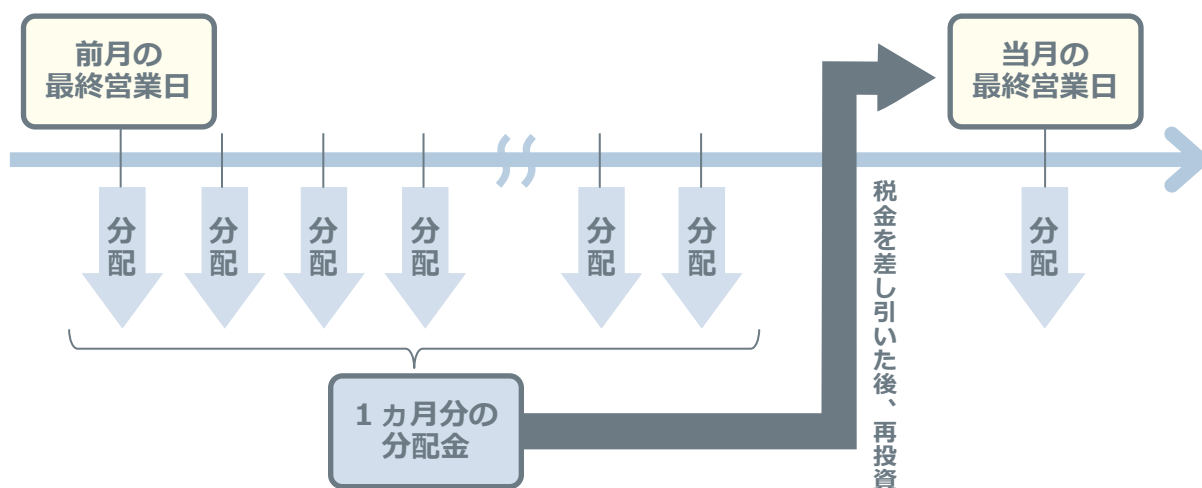 前月の
最終営業日
当月の
最終営業日
分配
分配
分配
分配
分配
分配
分配
税金を差し引いた後、再投資
1ヵ月分の
分配金